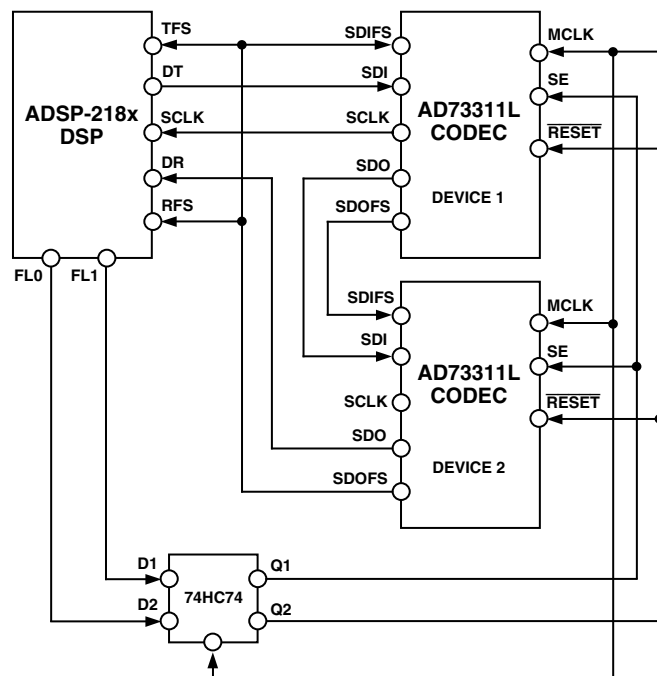 TFS
DT
SCLK
DR
RFS
ADSP-218x
DSP
FL0
FL1
SDIFS
SDI
SCLK
SDO
SDOFS
AD73311L
CODEC
DEVICE 1
MCLK
SE
RESET
SDIFS
SDI
SCLK
SDO
SDOFS
AD73311L
CODEC
DEVICE 2
MCLK
SE
RESET
D1
D2
74HC74
Q1
Q2